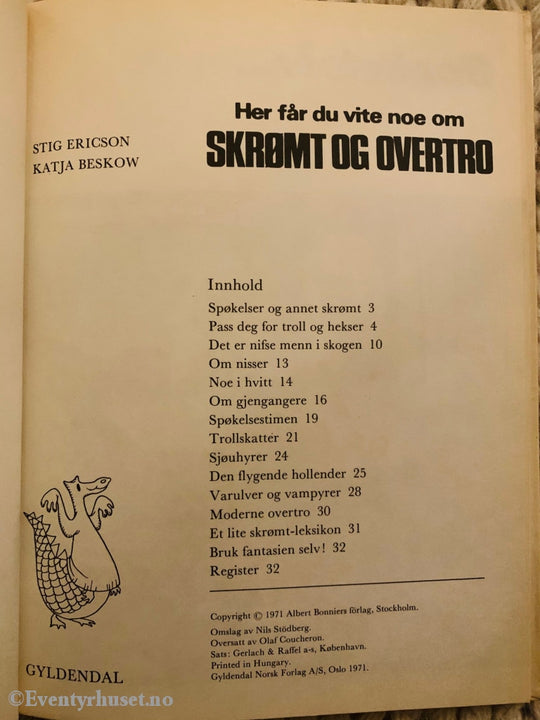 Her får du vite noe om
SKRØMT OG OVERTRO
STIG ERICSON
KATJA BESKOW
Innhold
Spøkelser og annet skrømt 3
Pass deg for troll og hekser 4
Det er nifse menn i skogen 10
Om nisser 13
Noe i hvitt 14
Om gjengangere 16
Spøkelsestimen 19
Trollskatter 21
Sjøuhyrer 24
Den flygende hollender 25
Varulver og vampyrer 28
Moderne overtro 30
Et lite skrømt-leksikon 31
Bruk fantasien selv! 32
Register 32
Copyright © 1971 Albert Bonniers förlag, Stockholm.
Omslag av Nils Stödberg.
Oversatt av Olaf Coucheron.
Sats: Gerlach & Raffel a-s, København.
Printed in Hungary.
Gyldendal Norsk Forlag A/S, Oslo 1971.
GYLDENDAL
©Eventyrhuset.no